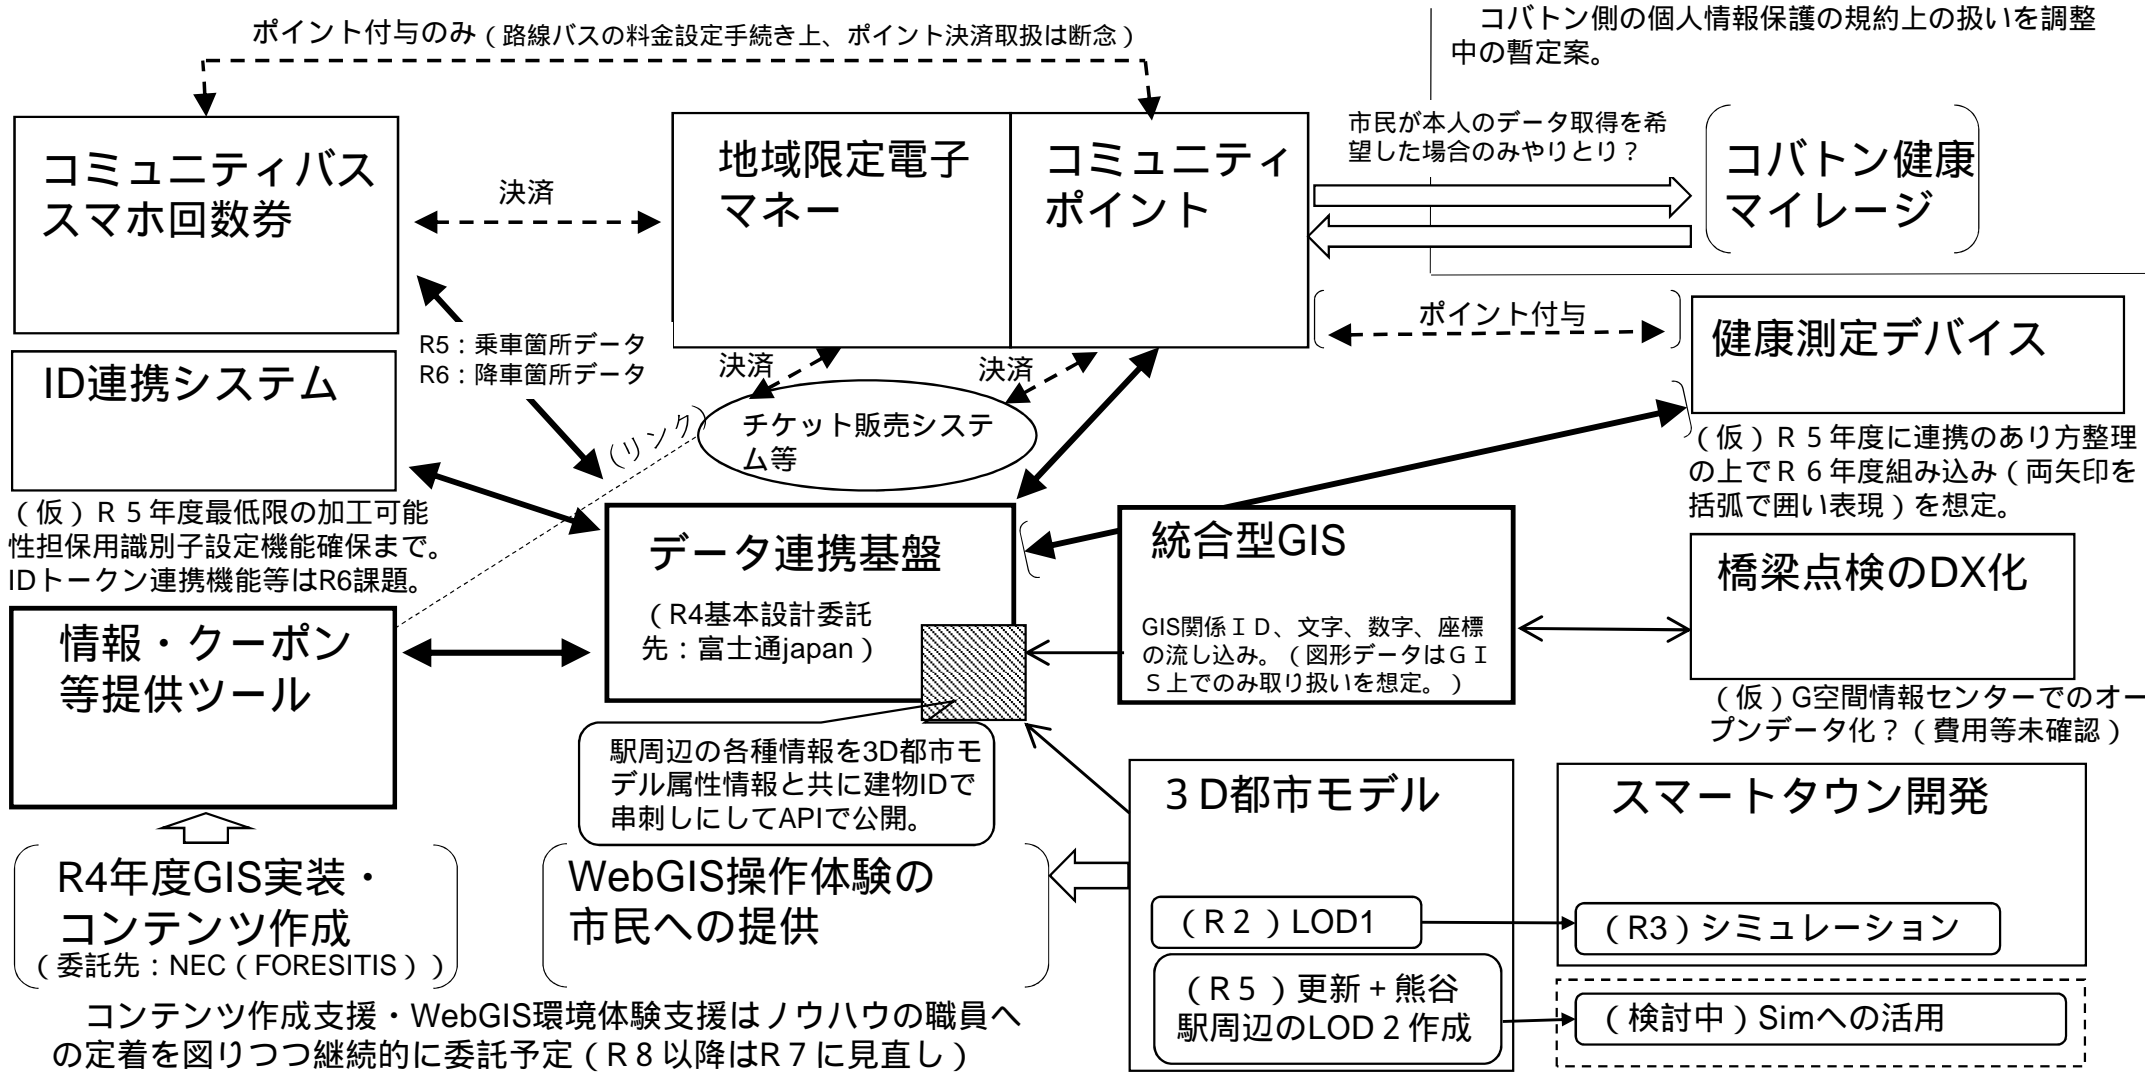 ポイント付与のみ（路線バスの料金設定手続き上、ポイント決済取扱は断念）
コバトン側の個人情報保護の規約上の扱いを調整
中の暫定案。
コミュニティバス
スマホ回数券
決済
地域限定電子
マネー
コミュニティ
ポイント
市民が本人のデータ取得を希
望した場合のみやりとり？
コバトン健康
マイレージ
R5：乗車箇所データ
R6：降車箇所データ
決済
決済
ポイント付与
健康測定デバイス
ID連携システム
（リンク）
チケット販売システ
ム等
（仮）Ｒ５年度に連携のあり方整理
の上でＲ６年度組み込み（両矢印を
括弧で囲い表現）を想定。
（仮）Ｒ５年度最低限の加工可能
性担保用識別子設定機能確保まで。
IDトークン連携機能等はR6課題。
データ連携基盤
（R4基本設計委託
先：富士通japan）
統合型GIS
GIS関係ＩＤ、文字、数字、座標
の流し込み。（図形データはＧＩ
Ｓ上でのみ取り扱いを想定。）
橋梁点検のDX化
（仮）G空間情報センターでのオー
プンデータ化？（費用等未確認）
情報・クーポン
等提供ツール
駅周辺の各種情報を3D都市モ
デル属性情報と共に建物IDで
串刺しにしてAPIで公開。
３D都市モデル
スマートタウン開発
R4年度GIS実装・
コンテンツ作成
（委託先：NEC（FORESITIS））
WebGIS操作体験の
市民への提供
（R２）LOD1
（R3）シミュレーション
（R５）更新＋熊谷
駅周辺のLOD２作成
（検討中）Simへの活用
コンテンツ作成支援・WebGIS環境体験支援はノウハウの職員へ
の定着を図りつつ継続的に委託予定（R８以降はR７に見直し）